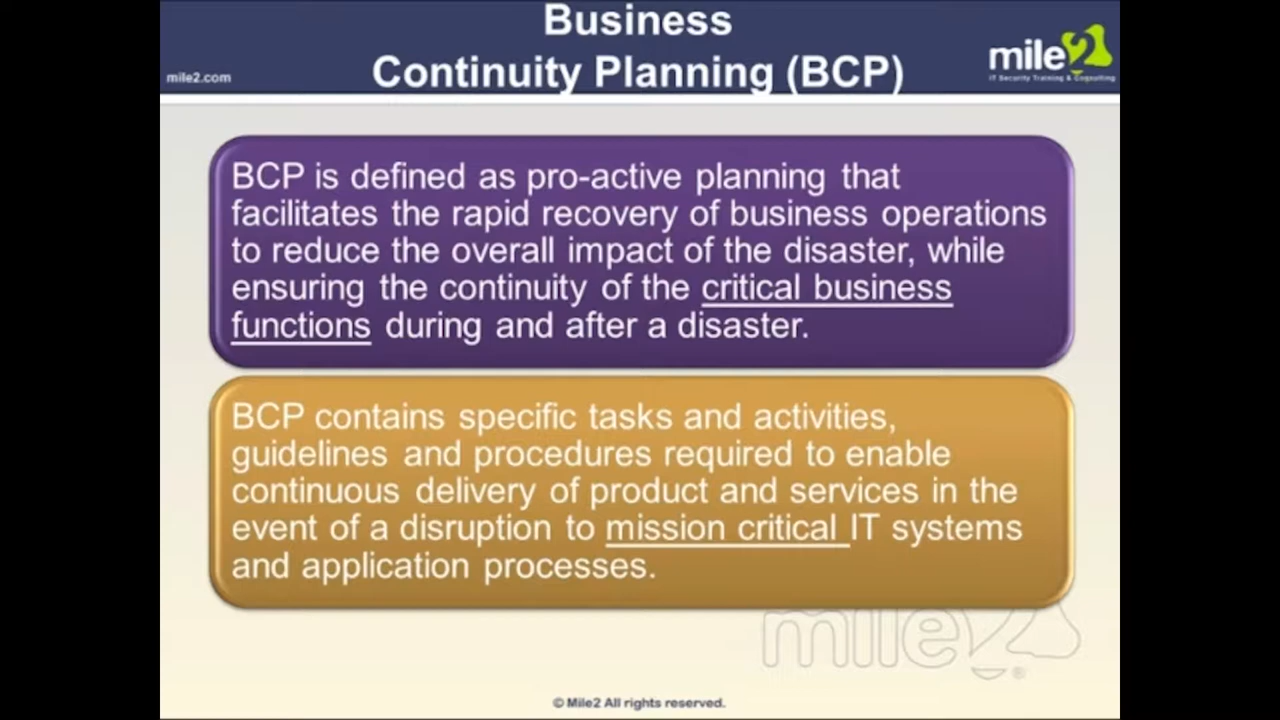 Business
Continuity Planning (BCP)
mile2.com
mile2
IT Security Training & Consulting
BCP is defined as pro-active planning that
facilitates the rapid recovery of business operations
to reduce the overall impact of the disaster, while
ensuring the continuity of the critical business
functions during and after a disaster.
BCP contains specific tasks and activities,
guidelines and procedures required to enable
continuous delivery of product and services in the
event of a disruption to mission critical IT systems
and application processes.
mile2®
© Mile2 All rights reserved.